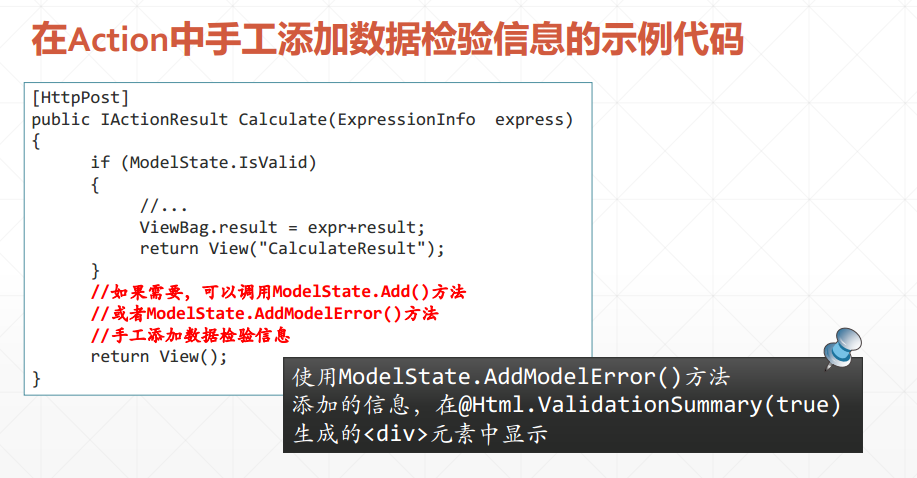 在Action中手工添加数据检验信息的示例代码
[HttpPost]
public IActionResult Calculate(ExpressionInfo  express)
{
if (ModelState.IsValid)
{
//...
ViewBag.result = expr+result;
return View("CalculateResult");
}
//如果需要，可以调用ModelState.Add()方法
//或者ModelState.AddModelError()方法
//手工添加数据检验信息
return View();
}
使用ModelState.AddModelError()方法
添加的信息，在@Html.ValidationSummary(true)
生成的<div>元素中显示